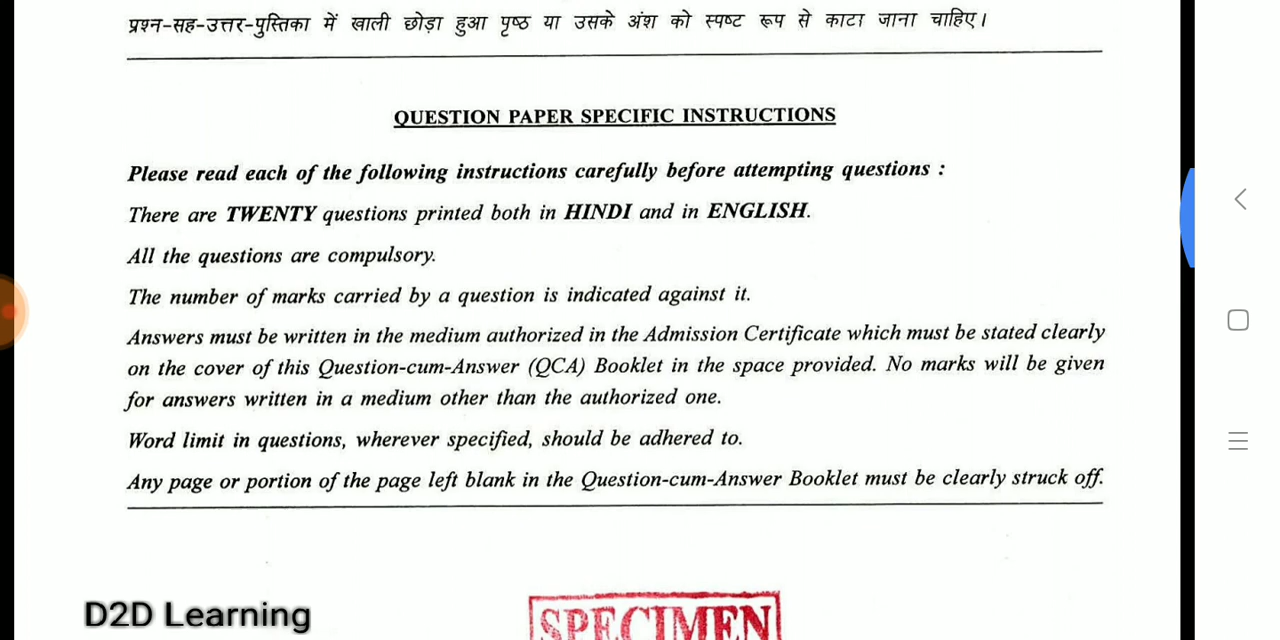 प्रश्न-सह-उत्तर-पुस्तिका में खाली छोड़ा हुआ पृष्ठ या उसके अंश को स्पष्ट रूप से काटा जाना चाहिए।
QUESTION PAPER SPECIFIC INSTRUCTIONS
Please read each of the following instructions carefully before attempting questions :
There are TWENTY questions printed both in HINDI and in ENGLISH.
All the questions are compulsory.
The number of marks carried by a question is indicated against it.
Answers must be written in the medium authorized in the Admission Certificate which must be stated clearly
on the cover of this Question-cum-Answer (QCA) Booklet in the space provided. No marks will be given
for answers written in a medium other than the authorized one.
Word limit in questions, wherever specified, should be adhered to.
Any page or portion of the page left blank in the Question-cum-Answer Booklet must be clearly struck off.
D2D Learning
SPECIMEN